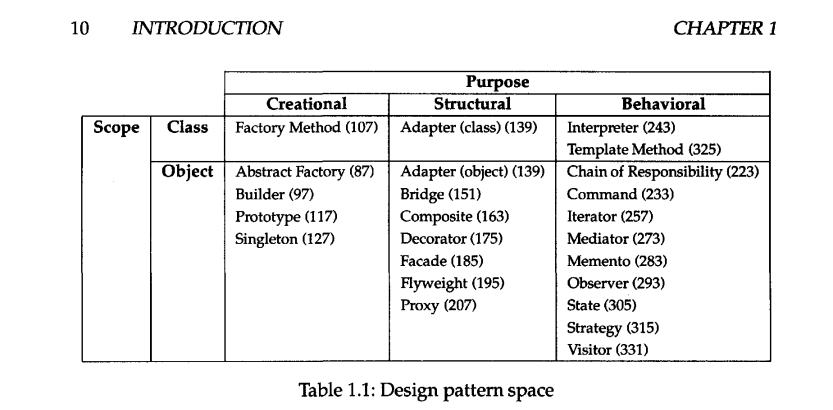 10 INTRODUCTION CHAPTER 1
Purpose
Creational Structural Behavioral
Scope Class Factory Method (107) Adapter (class) (139) Interpreter (243)
Template Method (325)
Object Abstract Factory (87) Adapter (object) (139) Chain of Responsibility (223)
Builder (97) Bridge (151) Command (233)
Prototype (117) Composite (163) Iterator (257)
Singleton (127) Decorator (175) Mediator (273)
Facade (185) Memento (283)
Flyweight (195) Observer (293)
Proxy (207) State (305)
Strategy (315)
Visitor (331)
Table 1.1: Design pattern space